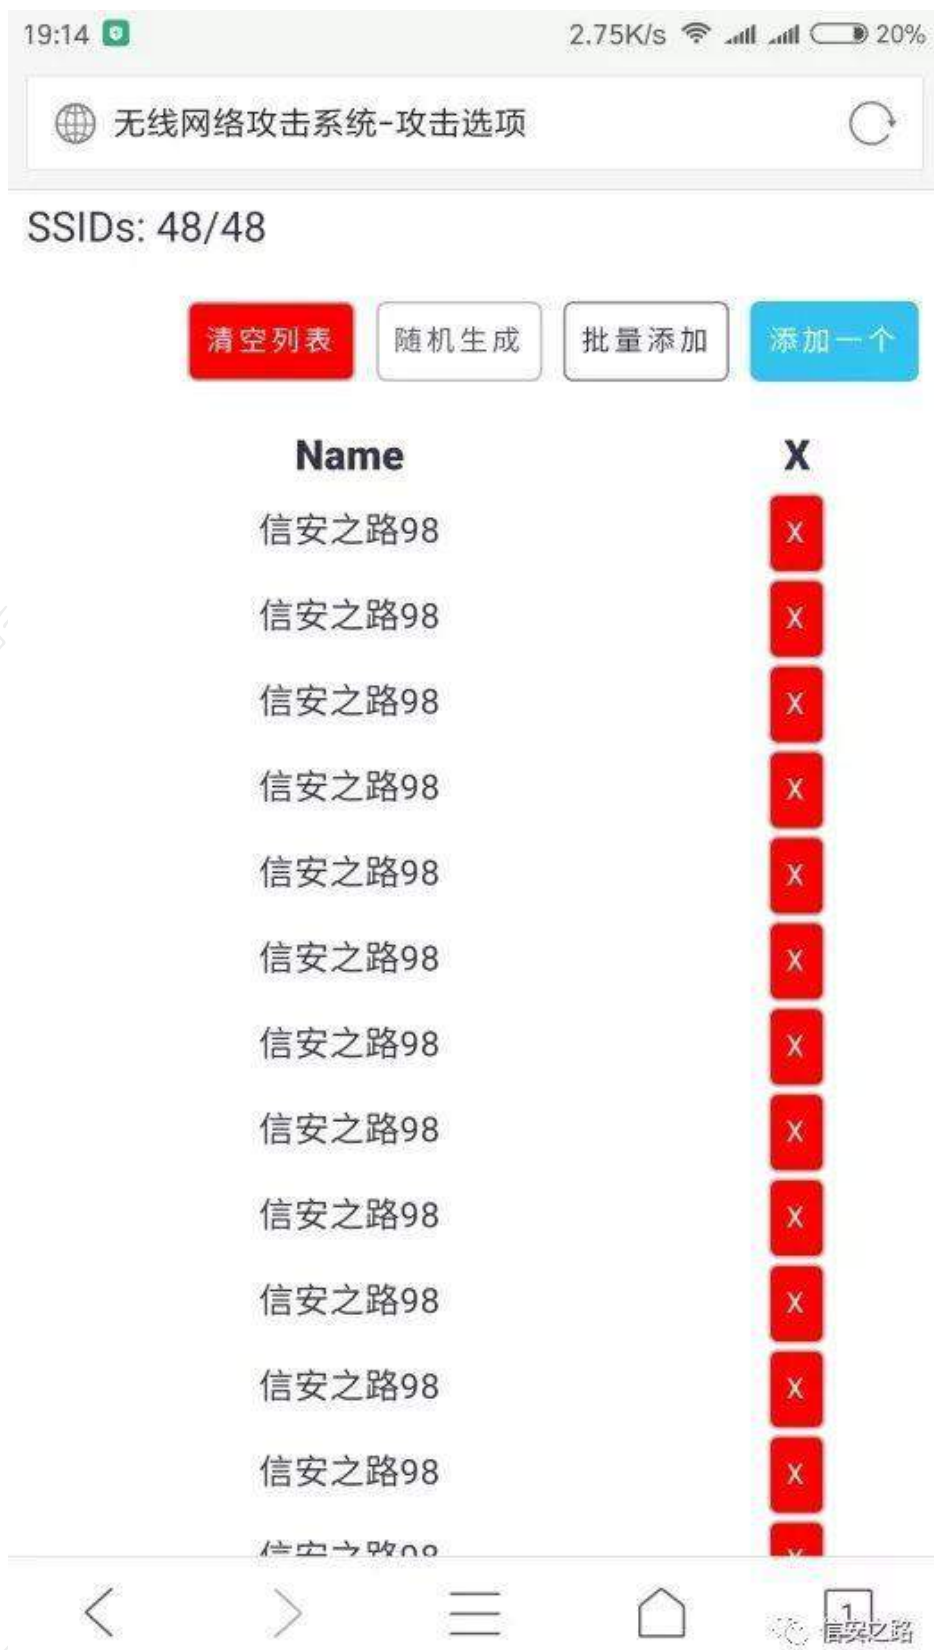 19:14 2.75K/s 20%
无线网络攻击系统-攻击选项
SSIDs: 48/48
清空列表 随机生成 批量添加 添加一个
Name X
信安之路98 X
信安之路98 X
信安之路98 X
信安之路98 X
信安之路98 X
信安之路98 X
信安之路98 X
信安之路98 X
信安之路98 X
信安之路98 X
信安之路98 X
信安之路98 X
信安之路98 X
1
信安之路